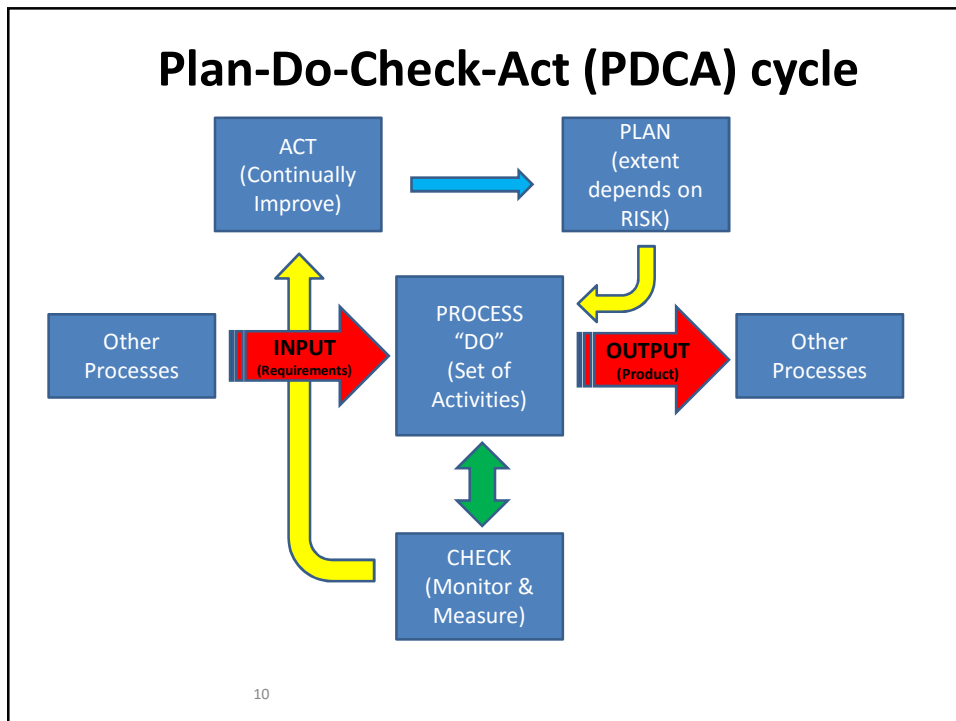 Plan-Do-Check-Act (PDCA) cycle
ACT
(Continually
Improve)
PLAN
(extent
depends on
RISK)
Other
Processes
INPUT
(Requirements)
PROCESS
“DO”
(Set of
Activities)
OUTPUT
(Product)
Other
Processes
CHECK
(Monitor &
Measure)
10